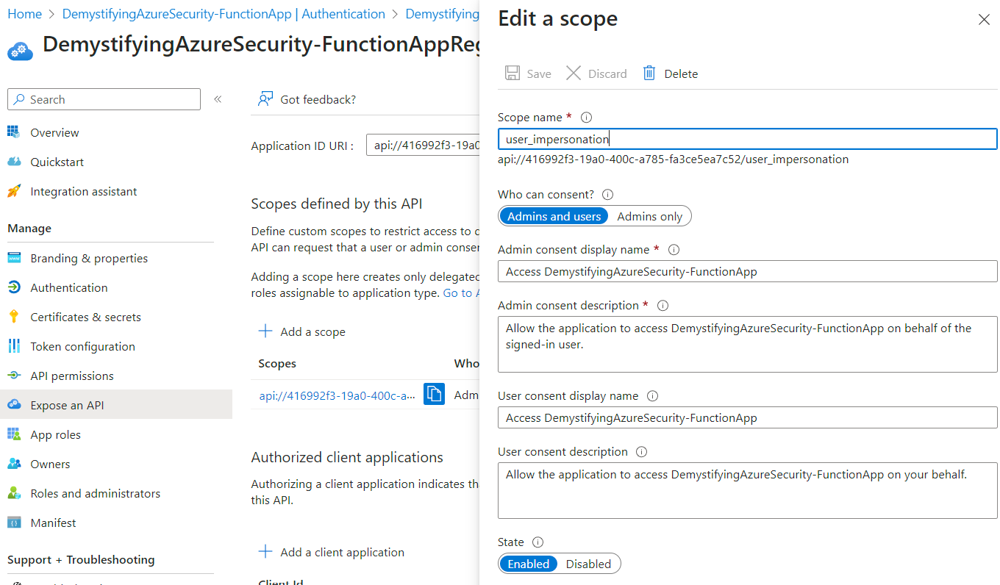 Home > DemystifyingAzureSecurity-FunctionApp | Authentication > Demystifying
DemystifyingAzureSecurity-FunctionAppReg
Search
«
Overview
Quickstart
Integration assistant
Manage
Branding & properties
Authentication
Certificates & secrets
Token configuration
API permissions
Expose an API
App roles
Owners
Roles and administrators
Manifest
Support + Troubleshooting
Got feedback?
Application ID URI : api://416992f3-19a0
Scopes defined by this API
Define custom scopes to restrict access to d
API can request that a user or admin consen
Adding a scope here creates only delegated
roles assignable to application type. Go to A
Add a scope
Scopes Who
api://416992f3-19a0-400c-a... Adm
Authorized client applications
Authorizing a client application indicates tha
this API.
Add a client application
Client Id
Edit a scope
Save Discard Delete
Scope name *
user_impersonation
api://416992f3-19a0-400c-a785-fa3ce5ea7c52/user_impersonation
Who can consent?
Admins and users Admins only
Admin consent display name *
Access DemystifyingAzureSecurity-FunctionApp
Admin consent description *
Allow the application to access DemystifyingAzureSecurity-FunctionApp on behalf of the
signed-in user.
User consent display name
Access DemystifyingAzureSecurity-FunctionApp
User consent description
Allow the application to access DemystifyingAzureSecurity-FunctionApp on your behalf.
State
Enabled Disabled